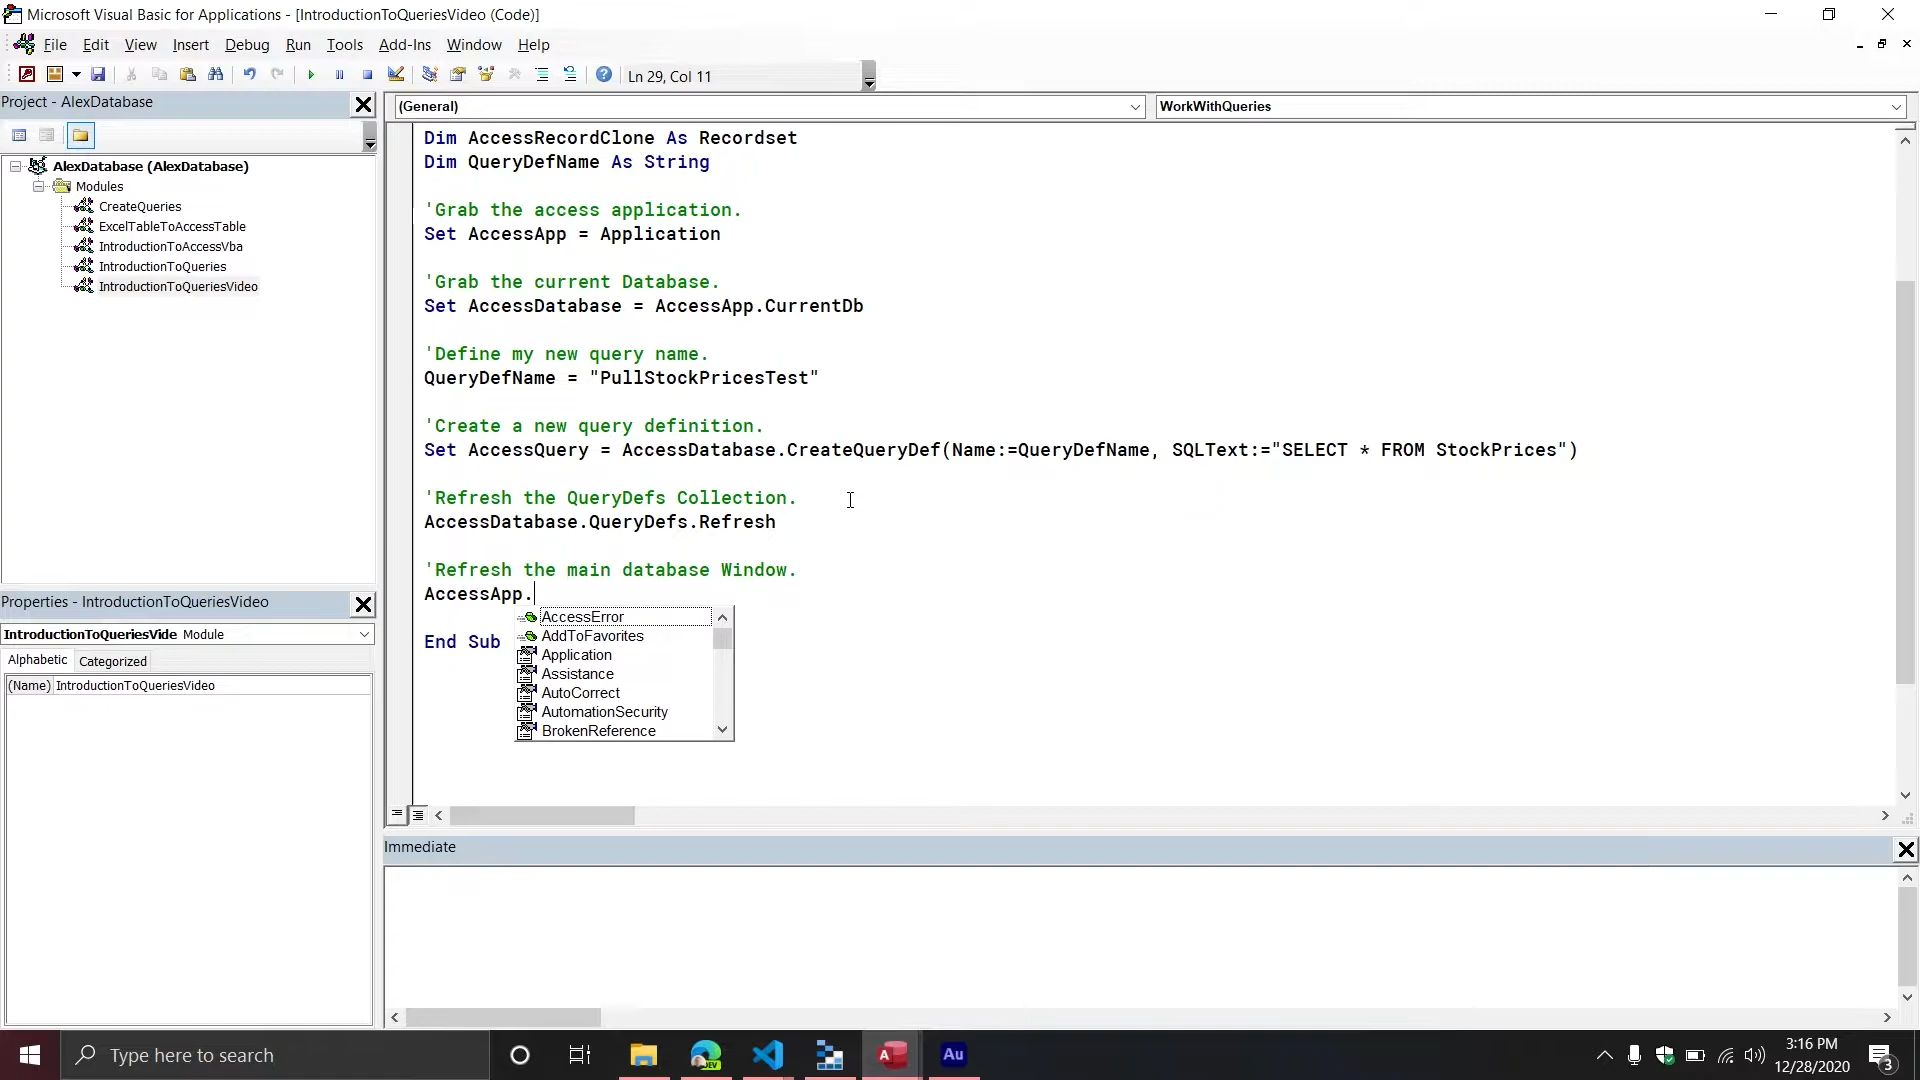 Microsoft Visual Basic for Applications - [IntroductionToQueriesVideo (Code)]
File Edit View Insert Debug Run Tools Add-Ins Window Help
Ln 29, Col 11
Project - AlexDatabase
AlexDatabase (AlexDatabase)
Modules
CreateQueries
ExcelTableToAccessTable
IntroductionToAccessVba
IntroductionToQueries
IntroductionToQueriesVideo
Properties - IntroductionToQueriesVideo
IntroductionToQueriesVide Module
Alphabetic Categorized
(Name) IntroductionToQueriesVideo
(General) WorkWithQueries
Dim AccessRecordClone As Recordset
Dim QueryDefName As String
'Grab the access application.
Set AccessApp = Application
'Grab the current Database.
Set AccessDatabase = AccessApp.CurrentDb
'Define my new query name.
QueryDefName = "PullStockPricesTest"
'Create a new query definition.
Set AccessQuery = AccessDatabase.CreateQueryDef(Name:=QueryDefName, SQLText:="SELECT * FROM StockPrices")
'Refresh the QueryDefs Collection.
AccessDatabase.QueryDefs.Refresh
'Refresh the main database Window.
AccessApp.
AccessError
AddToFavorites
Application
Assistance
AutoCorrect
AutomationSecurity
BrokenReference
End Sub
Immediate
Type here to search
DEV
A
Au
3:16 PM
12/28/2020
3